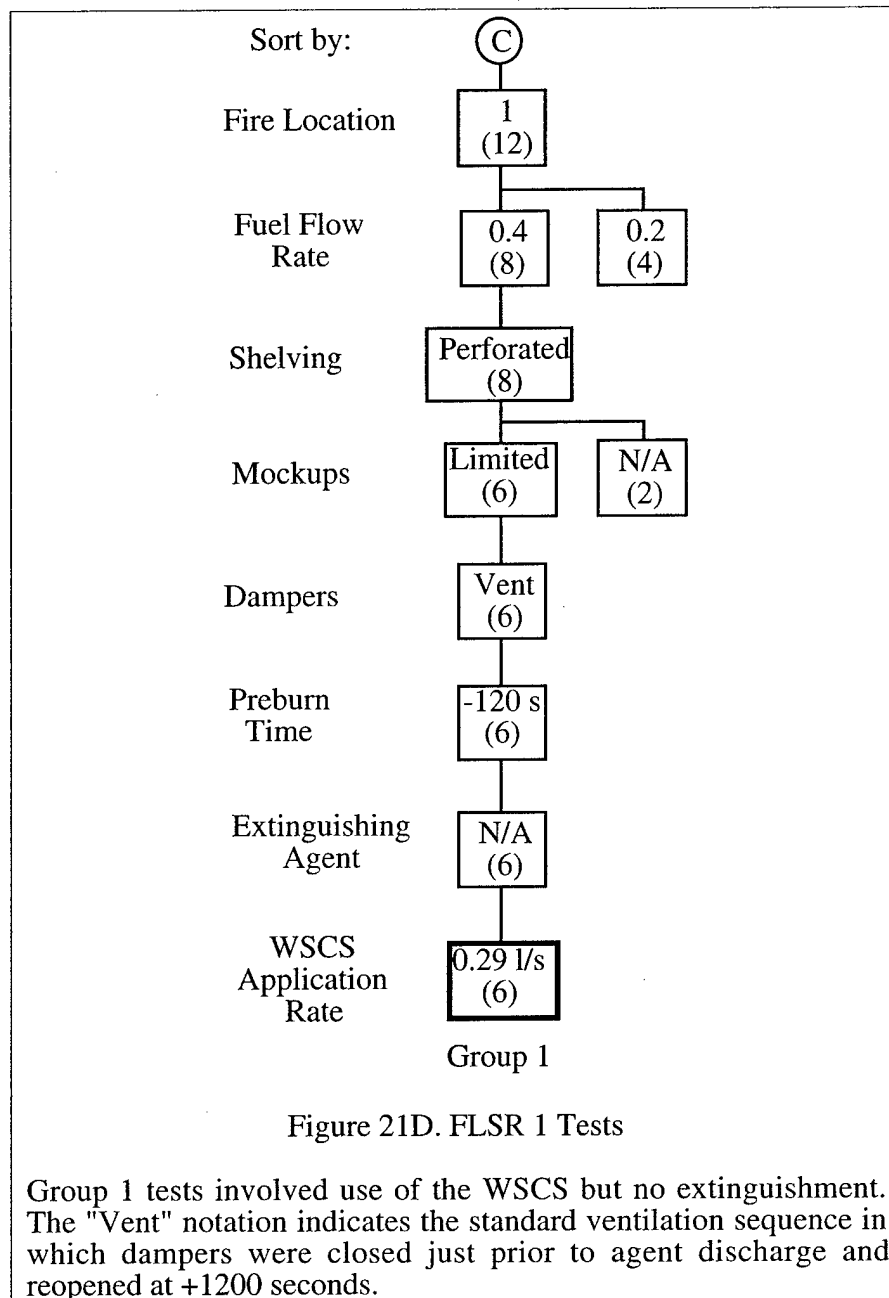 Sort by:
C
Fire Location
1
(12)
Fuel Flow
Rate
0.4
(8)
0.2
(4)
Shelving
Perforated
(8)
Mockups
Limited
(6)
N/A
(2)
Dampers
Vent
(6)
Preburn
Time
-120 s
(6)
Extinguishing
Agent
N/A
(6)
WSCS
Application
Rate
0.29 l/s
(6)
Group 1
Figure 21D. FLSR 1 Tests
Group 1 tests involved use of the WSCS but no extinguishment.
The "Vent" notation indicates the standard ventilation sequence in
which dampers were closed just prior to agent discharge and
reopened at +1200 seconds.